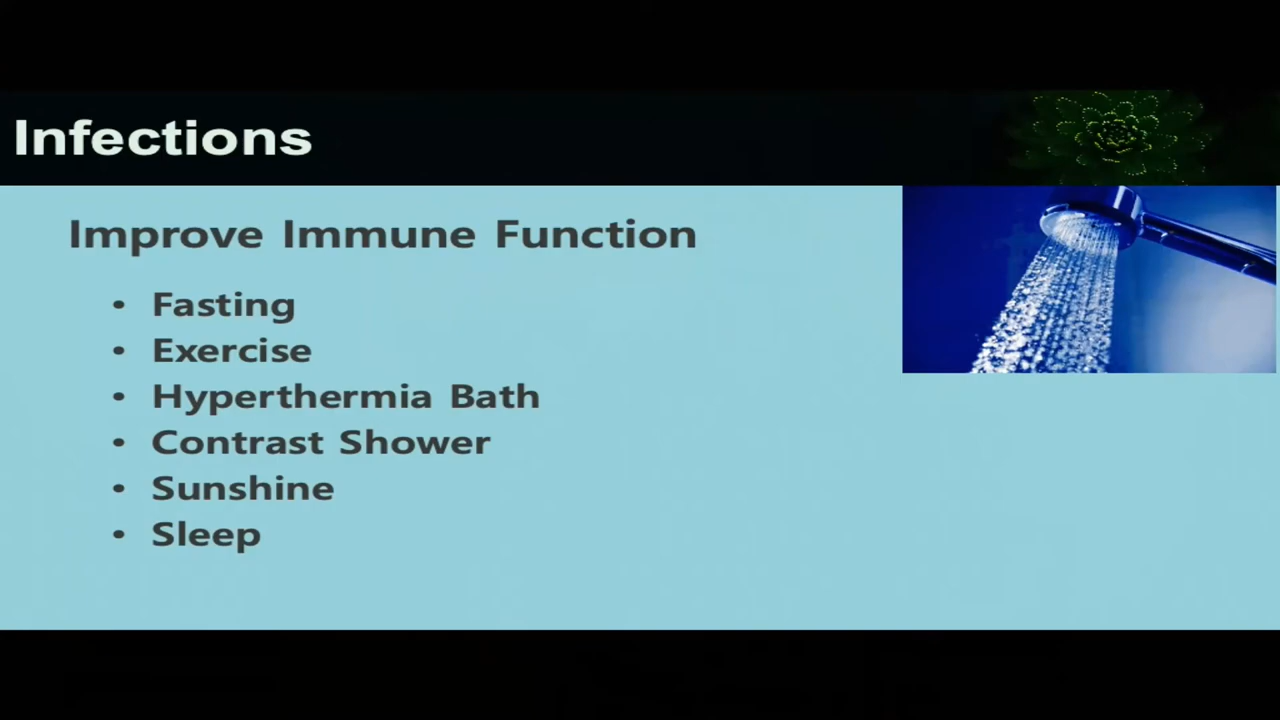 Infections
Improve Immune Function
• Fasting
• Exercise
• Hyperthermia Bath
• Contrast Shower
• Sunshine
• Sleep